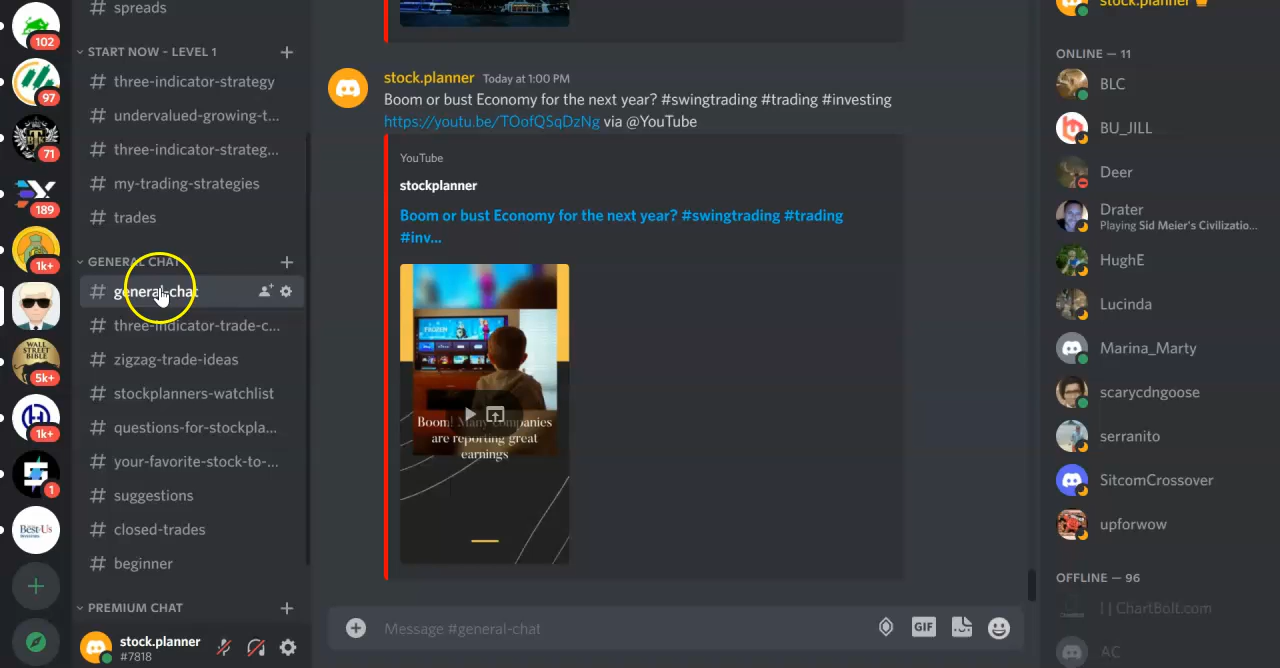 102
97
71
189
1k+
5k+
WALL STREET BIBLE
1k+
1
Best Us
spreads
START NOW - LEVEL 1
three-indicator-strategy
undervalued-growing-t...
three-indicator-strateg...
my-trading-strategies
trades
GENERAL CHAT
general-chat
three-indicator-trade-c...
zigzag-trade-ideas
stockplanners-watchlist
questions-for-stockpla...
your-favorite-stock-to-...
suggestions
closed-trades
beginner
PREMIUM CHAT
stock.planner
#7818
stock.planner Today at 1:00 PM
Boom or bust Economy for the next year? #swingtrading #trading #investing
https://youtu.be/TOofQSqDzNg via @YouTube
YouTube
stockplanner
Boom or bust Economy for the next year? #swingtrading #trading
#inv...
FROZEN
Boom! Many companies
are reporting great
earnings
Message #general-chat
GIF
stock.planner
ONLINE — 11
BLC
BU_JILL
Deer
Drater
Playing Sid Meier's Civilizatio...
HughE
Lucinda
Marina_Marty
scarycdngoose
serranito
SitcomCrossover
upforwow
OFFLINE — 96
ChartBolt.com
AC